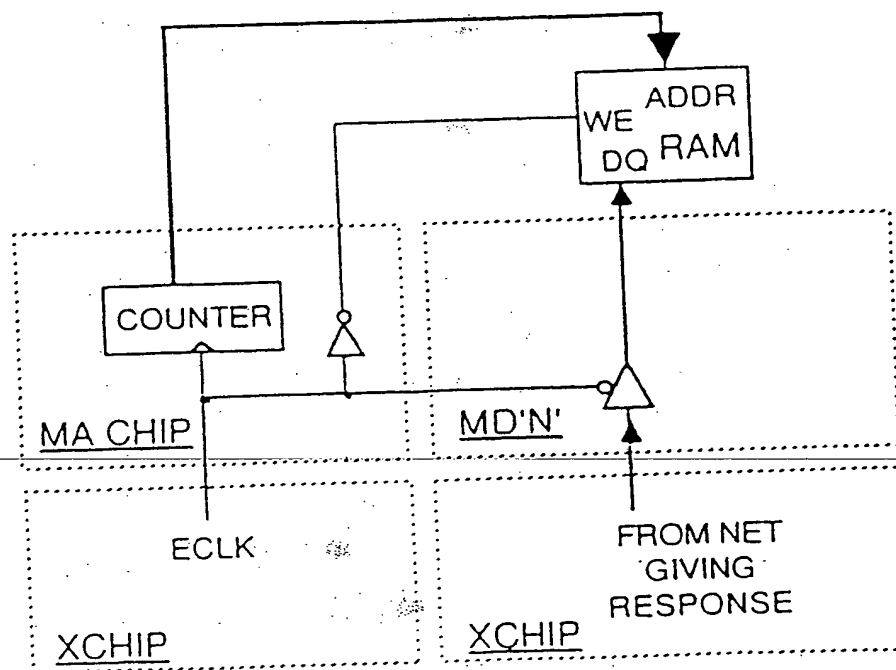 ADDR
WE
DQ RAM
COUNTER
MA CHIP
MD'N'
ECLK
FROM NET
GIVING
RESPONSE
XCHIP
XCHIP